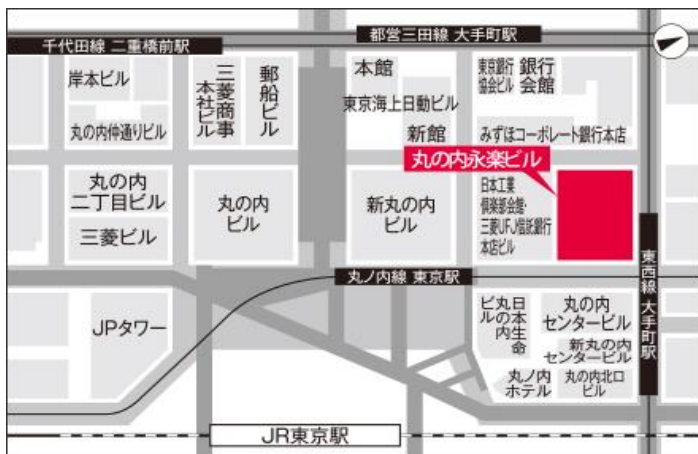 都営三田線 大手町駅
千代田線 二重橋前駅
岸本ビル
丸の内仲通りビル
三菱商事
本社ビル
郵船ビル
本館
東京海上日動ビル
新館
東京銀行
協会ビル
銀行
会館
みずほコーポレート銀行本店
丸の内永楽ビル
丸の内
二丁目ビル
三菱ビル
丸の内
ビル
新丸の内
ビル
日本工業
倶楽部会館・
三菱UFJ信託銀行
本店ビル
東西線 大手町駅
丸ノ内線 東京駅
JPタワー
日本生命
丸の内
ビル
丸の内
センタービル
新丸の内
センタービル
丸ノ内
ホテル
丸の内北口
ビル
JR東京駅